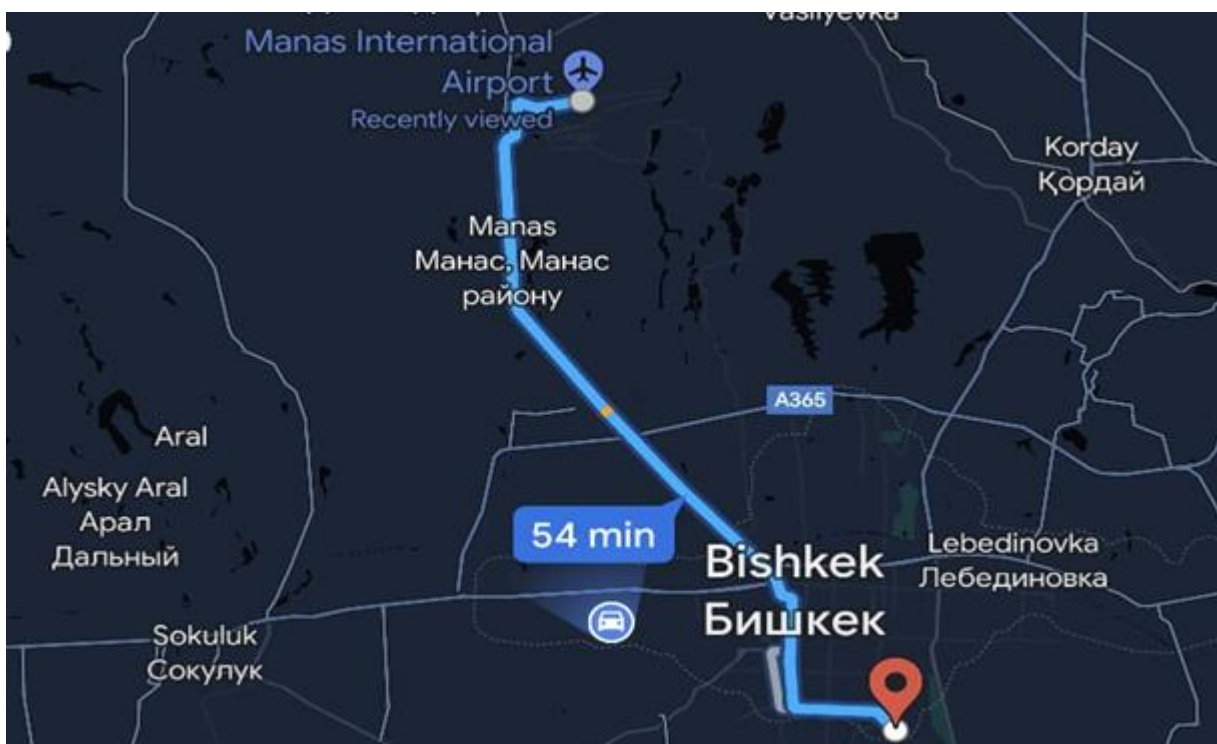 Vasilyevka
Manas International
Airport
Recently viewed
Korday
Қордай
Manas
Манас, Манас
району
A365
Aral
Alysky Aral
Арал
Дальный
54 min
Bishkek
Бишкек
Lebedinovka
Лебединовка
Sokuluk
Сокулук